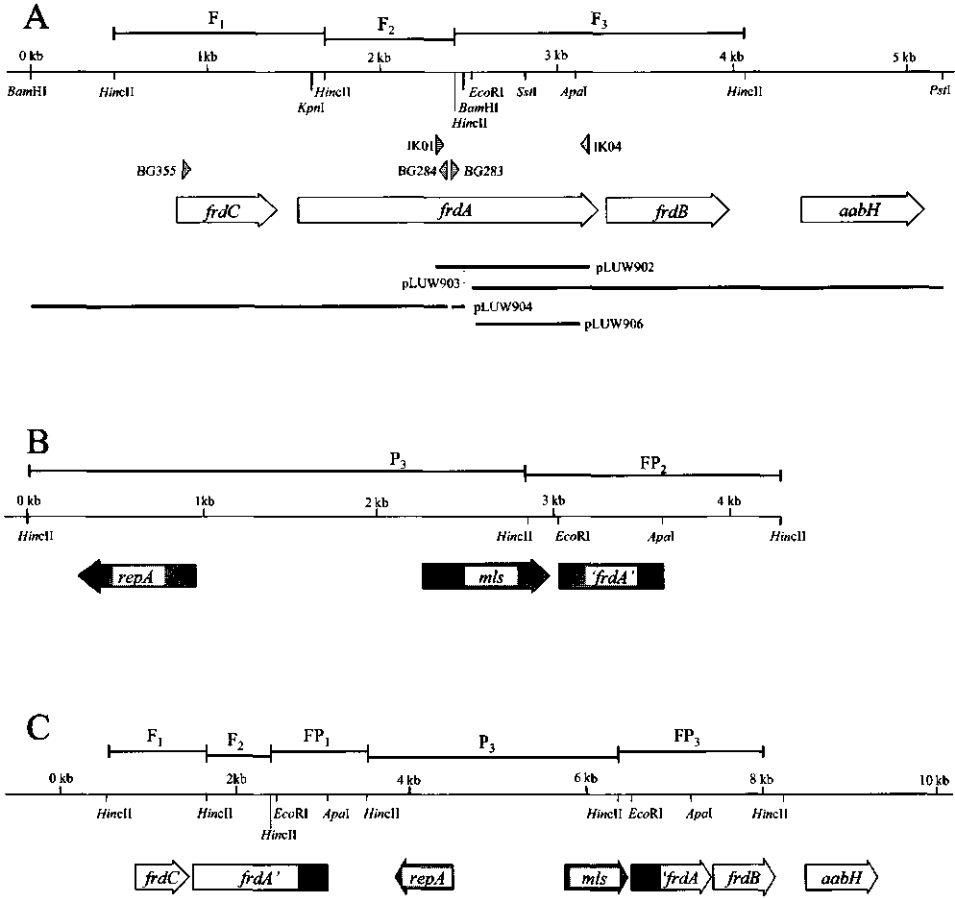 A
F1 F2 F3
0 kb 1kb 2 kb 3 kb 4 kb 5 kb
BamHI HincII KpnI HincII HincII BamHI EcoRI SstI ApaI HincII PstI
IK01 IK04
BG355 BG284 BG283
frdC frdA frdB aabH
pLUW902
pLUW903
pLUW904
pLUW906
B
P3 FP2
0 kb 1kb 2 kb 3 kb 4 kb
HincII HincII EcoRI ApaI HincII
repA mls 'frdA'
C
F1 F2 FP1 P3 FP3
0 kb 2kb 4 kb 6 kb 8 kb 10 kb
HincII HincII HincII EcoRI ApaI HincII HincII EcoRI ApaI HincII
frdC frdA' repA mls 'frdA frdB aabH